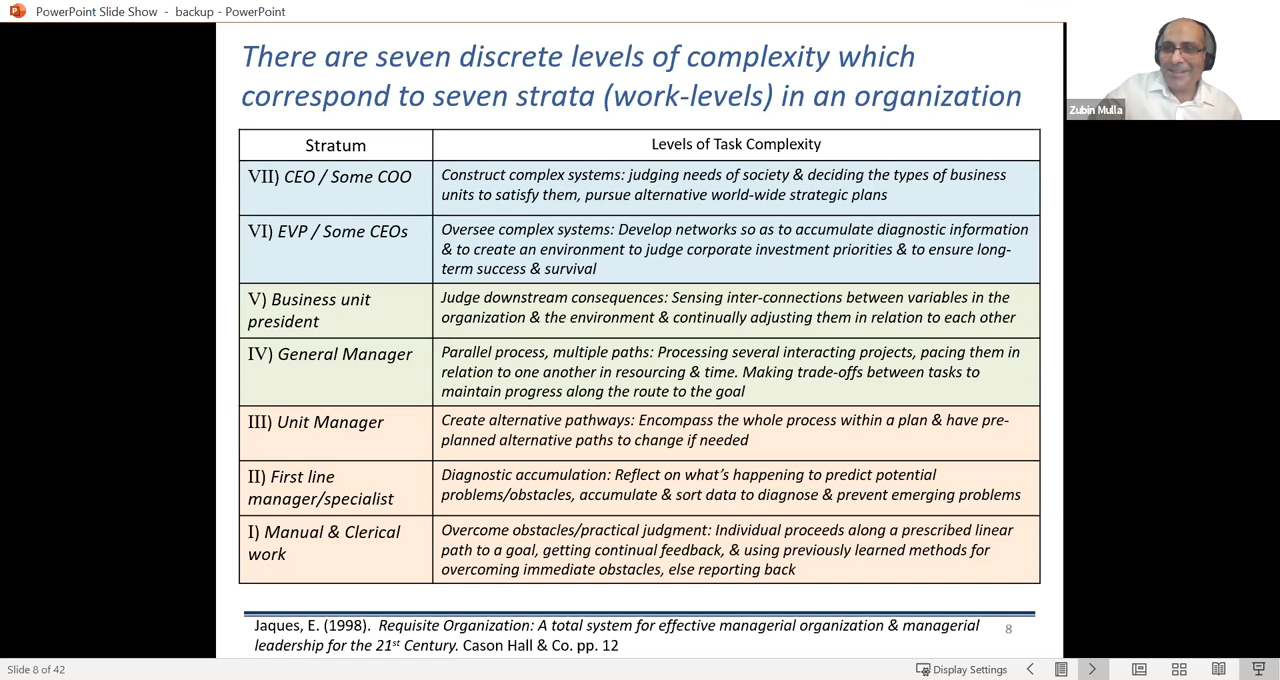 PowerPoint Slide Show - backup - PowerPoint
There are seven discrete levels of complexity which
correspond to seven strata (work-levels) in an organization
Zubin Mulla
Stratum
Levels of Task Complexity
VII) CEO / Some COO
Construct complex systems: judging needs of society & deciding the types of business
units to satisfy them, pursue alternative world-wide strategic plans
VI) EVP / Some CEOs
Oversee complex systems: Develop networks so as to accumulate diagnostic information
& to create an environment to judge corporate investment priorities & to ensure long-
term success & survival
V) Business unit
president
Judge downstream consequences: Sensing inter-connections between variables in the
organization & the environment & continually adjusting them in relation to each other
IV) General Manager
Parallel process, multiple paths: Processing several interacting projects, pacing them in
relation to one another in resourcing & time. Making trade-offs between tasks to
maintain progress along the route to the goal
III) Unit Manager
Create alternative pathways: Encompass the whole process within a plan & have pre-
planned alternative paths to change if needed
II) First line
manager/specialist
Diagnostic accumulation: Reflect on what's happening to predict potential
problems/obstacles, accumulate & sort data to diagnose & prevent emerging problems
I) Manual & Clerical
work
Overcome obstacles/practical judgment: Individual proceeds along a prescribed linear
path to a goal, getting continual feedback, & using previously learned methods for
overcoming immediate obstacles, else reporting back
Jaques, E. (1998). Requisite Organization: A total system for effective managerial organization & managerial
leadership for the 21st Century. Cason Hall & Co. pp. 12
8
Slide 8 of 42
Display Settings